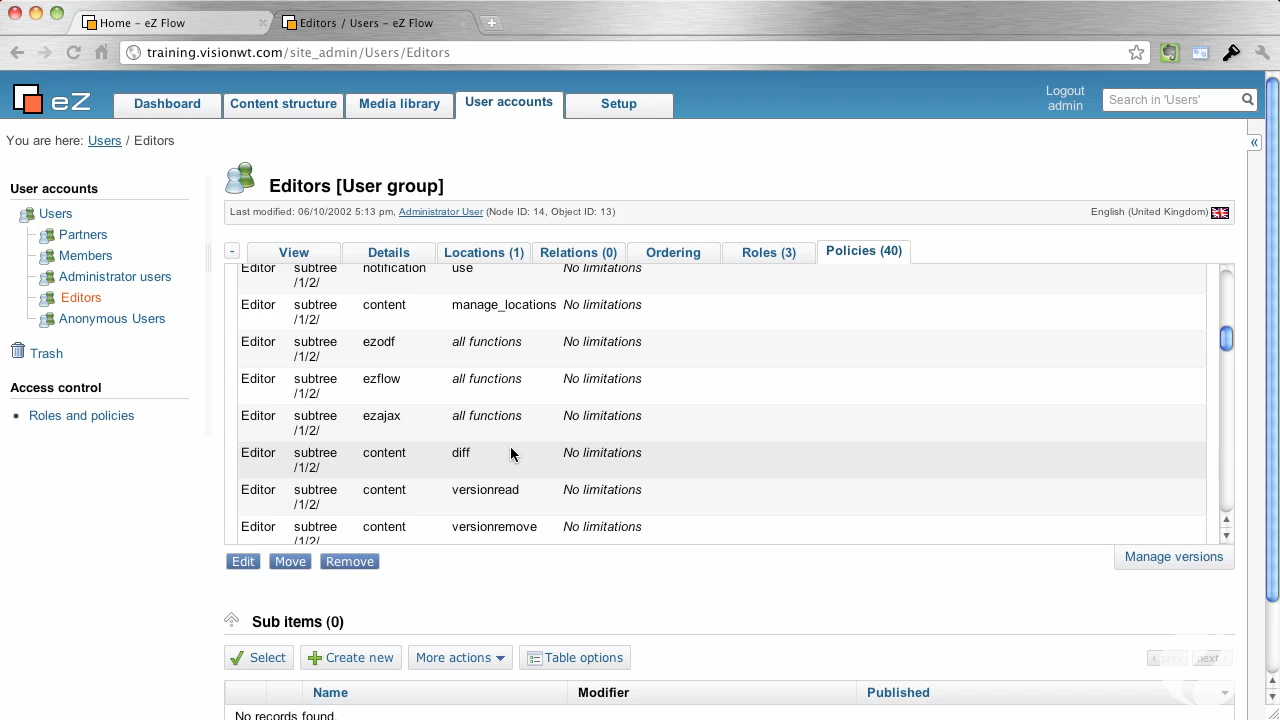 Home – eZ Flow
Editors / Users – eZ Flow
training.visionwt.com/site_admin/Users/Editors
eZ
Dashboard
Content structure
Media library
User accounts
Setup
Logout
admin
Search in 'Users'
You are here: Users / Editors
«
User accounts
Users
Partners
Members
Administrator users
Editors
Anonymous Users
Trash
Access control
Roles and policies
Editors [User group]
Last modified: 06/10/2002 5:13 pm, Administrator User (Node ID: 14, Object ID: 13)
English (United Kingdom)
-
View
Details
Locations (1)
Relations (0)
Ordering
Roles (3)
Policies (40)
Editor subtree /1/2/ notification use No limitations
Editor subtree /1/2/ content manage_locations No limitations
Editor subtree /1/2/ ezodf all functions No limitations
Editor subtree /1/2/ ezflow all functions No limitations
Editor subtree /1/2/ ezajax all functions No limitations
Editor subtree /1/2/ content diff No limitations
Editor subtree /1/2/ content versionread No limitations
Editor subtree /1/2/ content versionremove No limitations
Edit
Move
Remove
Manage versions
Sub items (0)
Select
Create new
More actions
Table options
prev
next
Name
Modifier
Published
No records found.